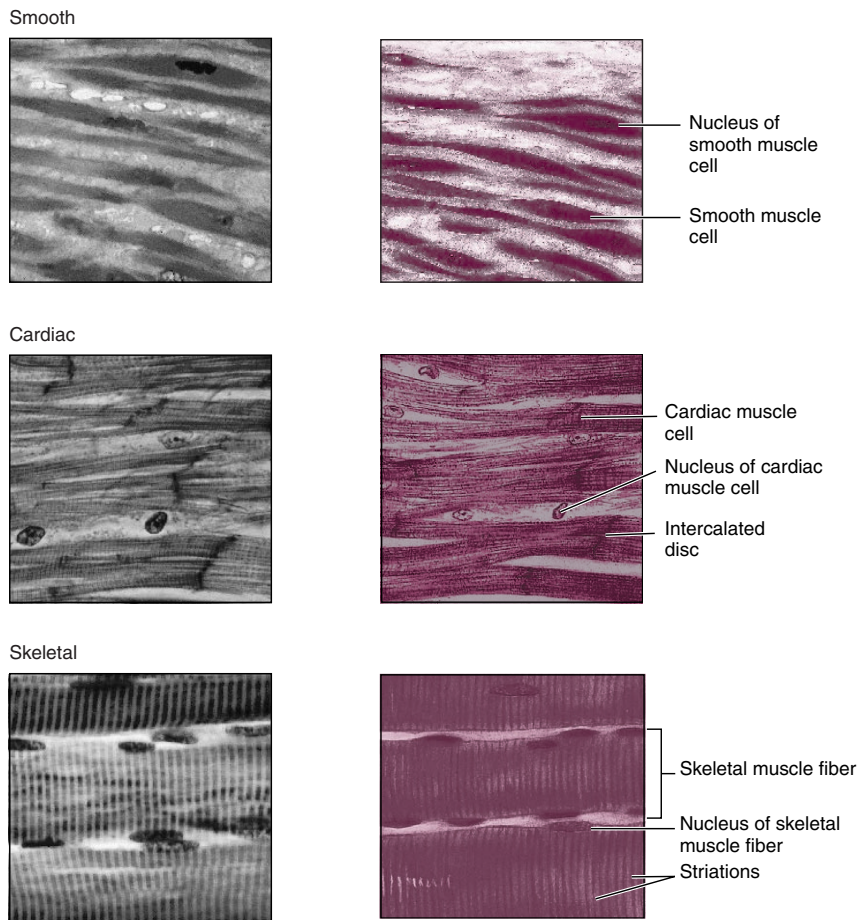 Smooth
Nucleus of
smooth muscle
cell
Smooth muscle
cell
Cardiac
Cardiac muscle
cell
Nucleus of cardiac
muscle cell
Intercalated
disc
Skeletal
Skeletal muscle fiber
Nucleus of skeletal
muscle fiber
Striations